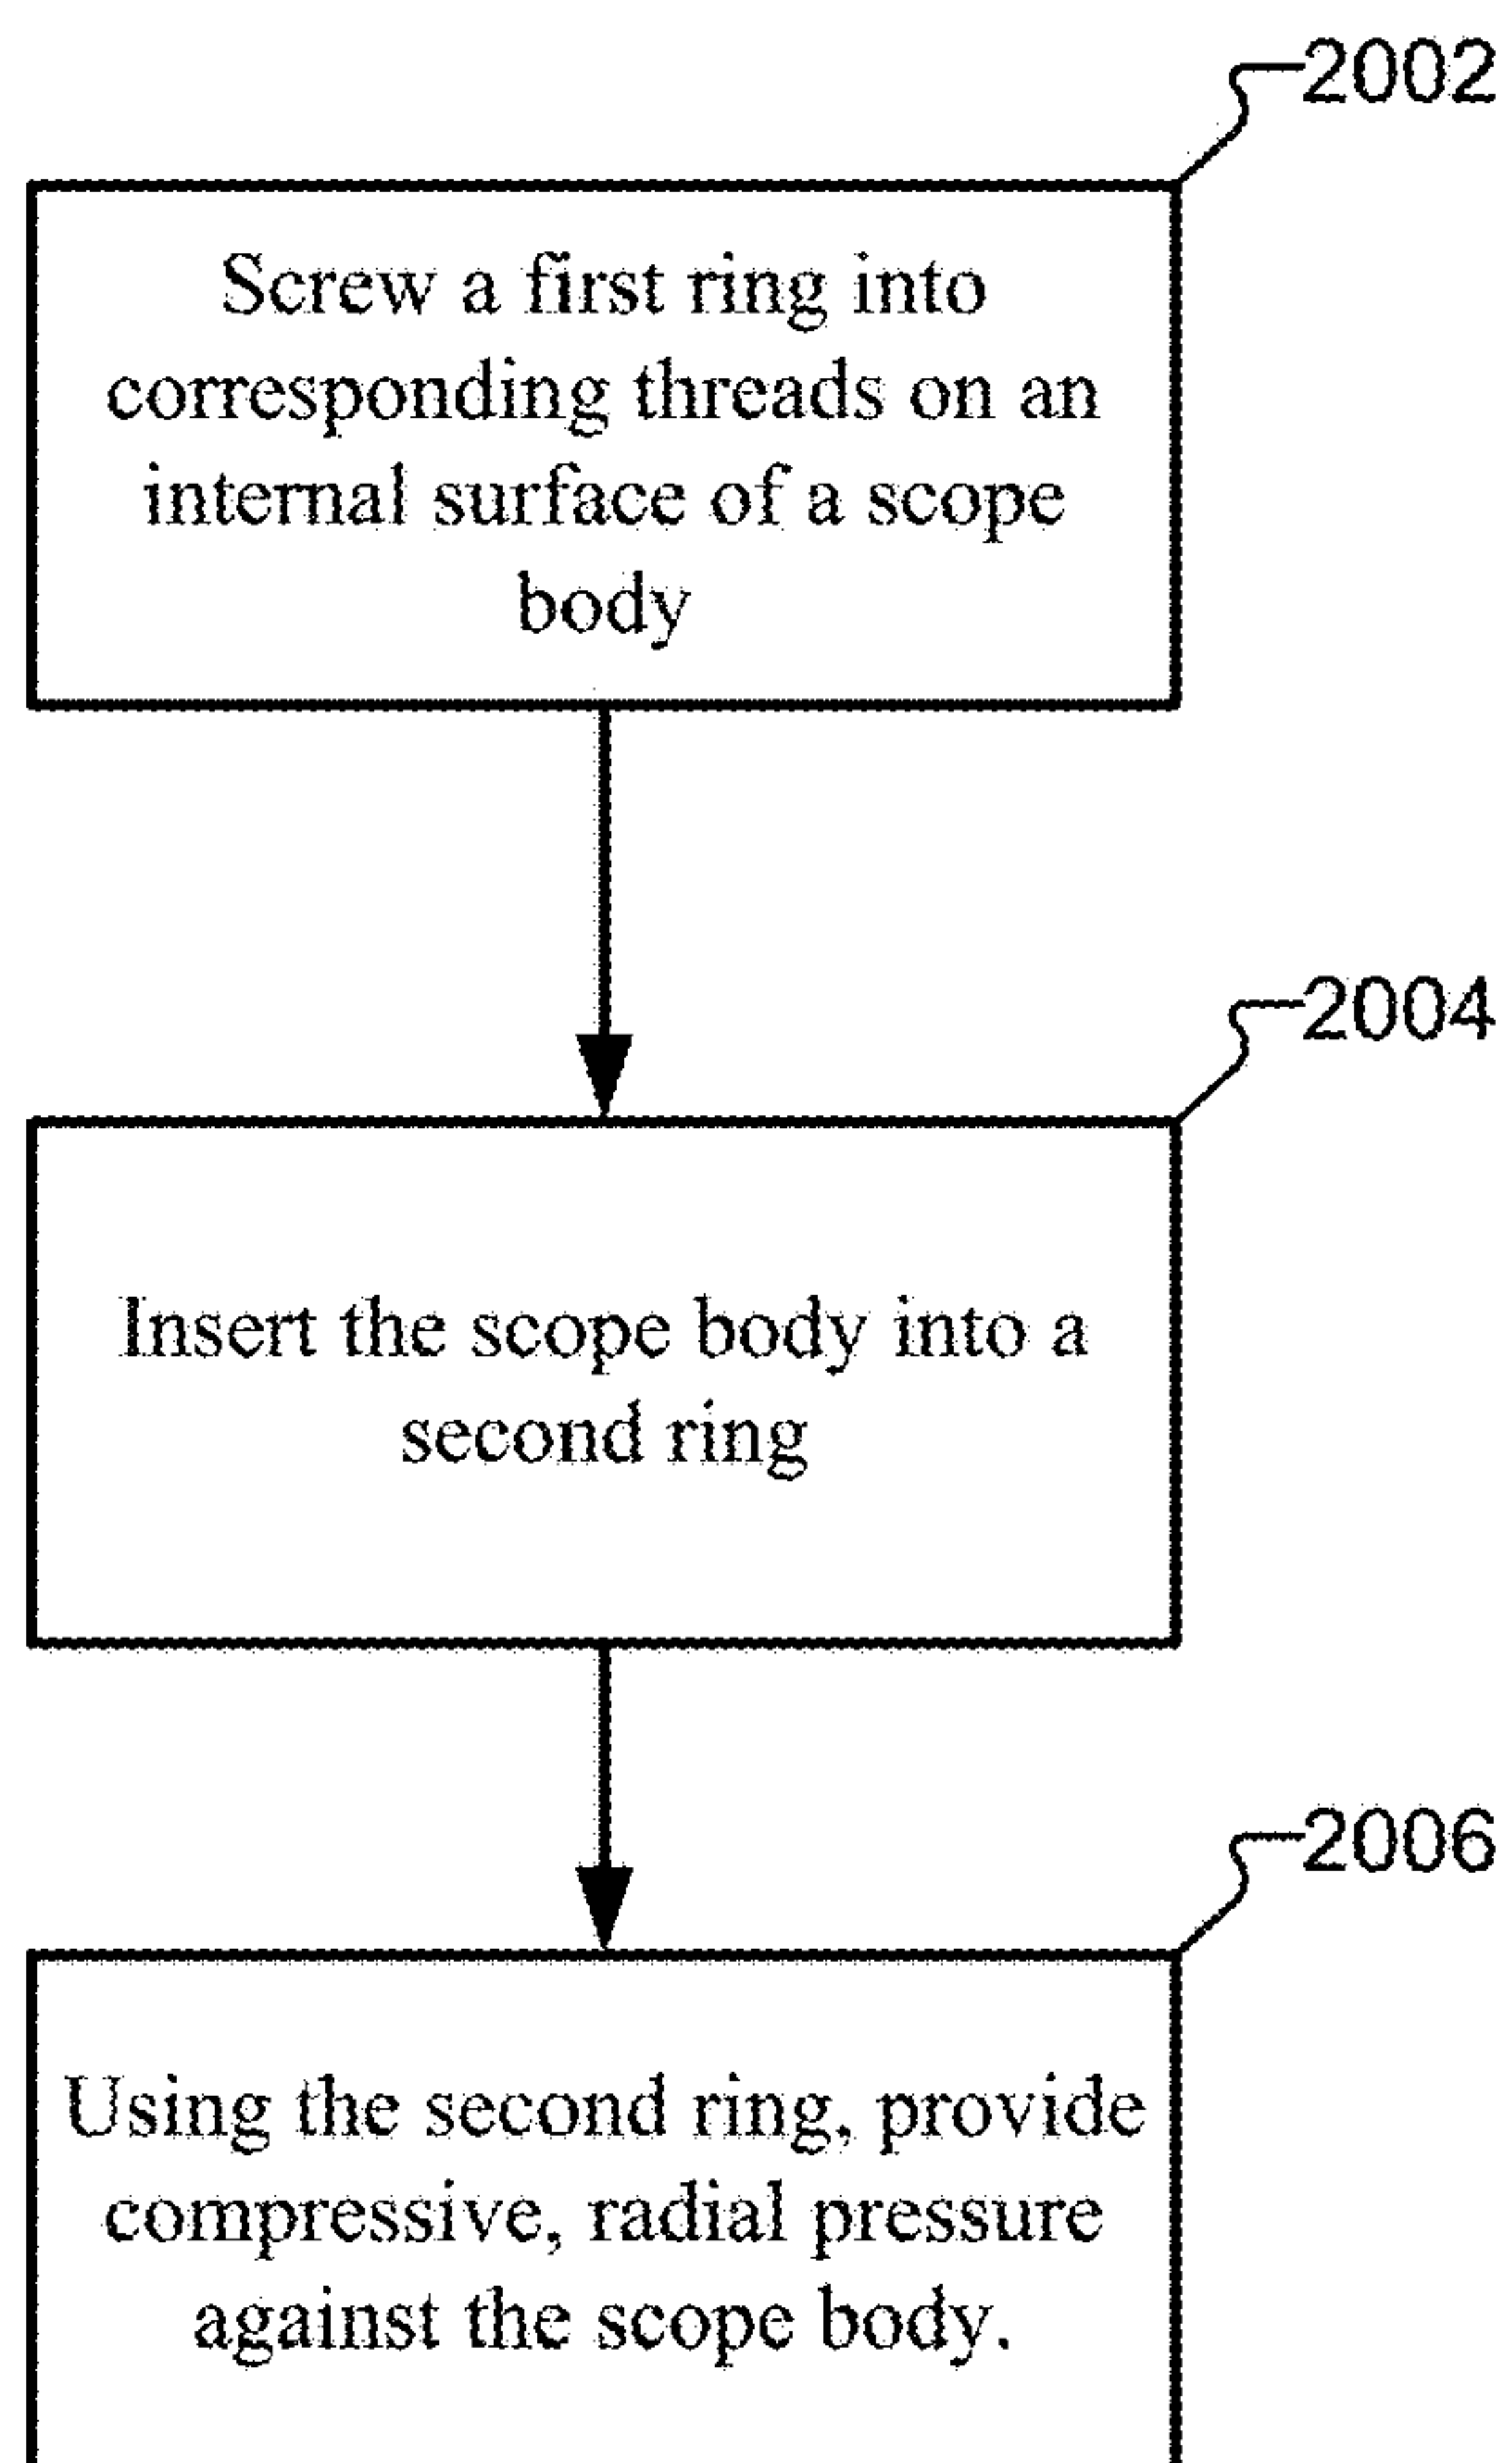 2002
Screw a first ring into
corresponding threads on an
internal surface of a scope
body
2004
Insert the scope body into a
second ring
2006
Using the second ring, provide
compressive, radial pressure
against the scope body.